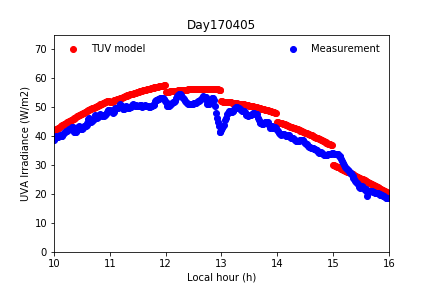 Day170405
TUV model
Measurement
UVA Irradiance (W/m2)
70
60
50
40
30
20
10
0
10 11 12 13 14 15 16
Local hour (h)